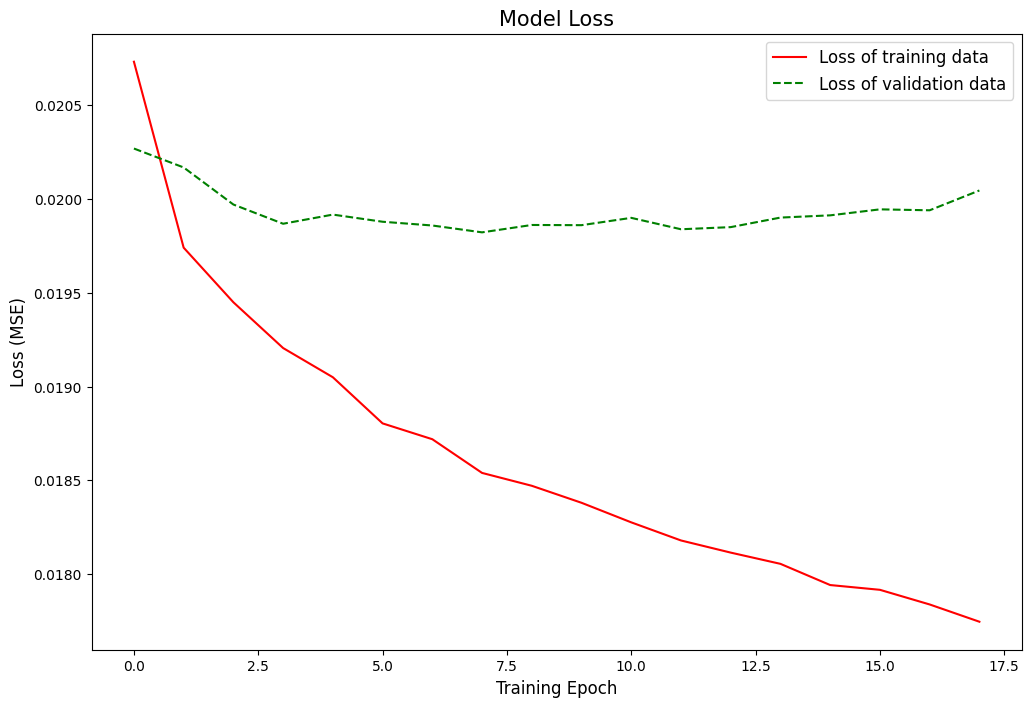 Model Loss
Loss of training data
Loss of validation data
Loss (MSE)
0.0205
0.0200
0.0195
0.0190
0.0185
0.0180
0.0 2.5 5.0 7.5 10.0 12.5 15.0 17.5
Training Epoch